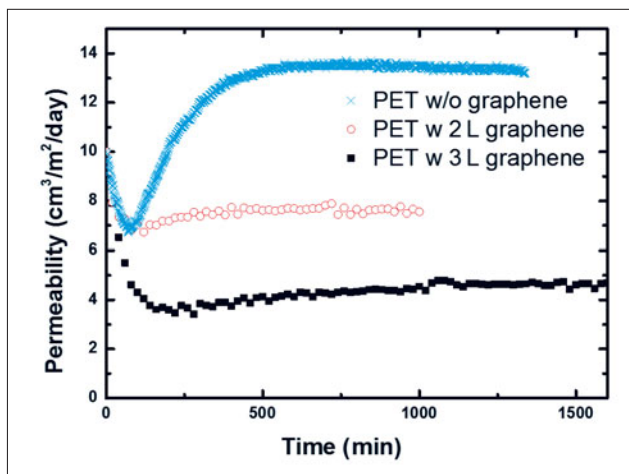 14
12
10
8
6
4
2
0
Permeability (cm³/m²/day)
× PET w/o graphene
○ PET w 2 L graphene
■ PET w 3 L graphene
0 500 1000 1500
Time (min)